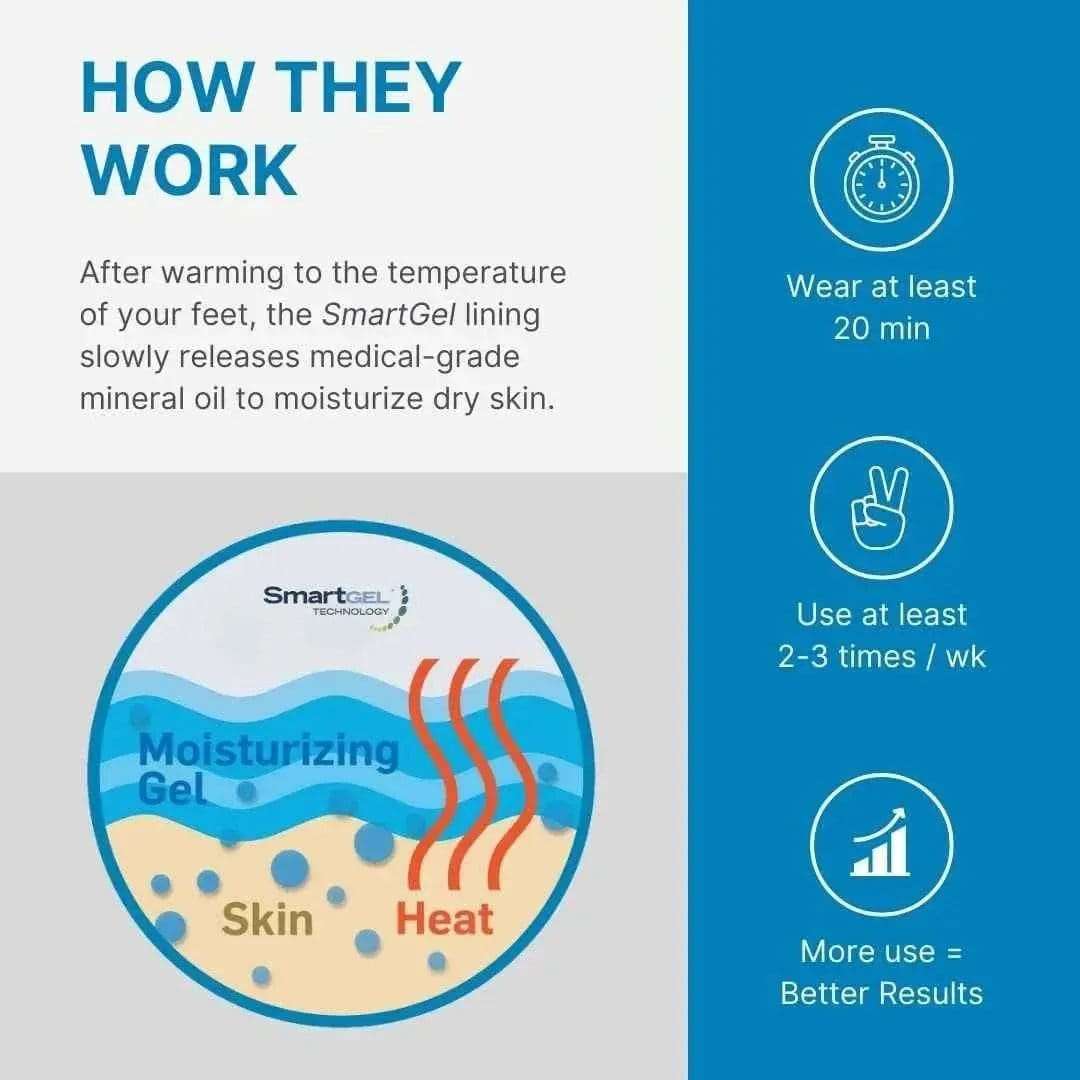 HOW THEY
WORK
After warming to the temperature
of your feet, the SmartGel lining
slowly releases medical-grade
mineral oil to moisturize dry skin.
SmartGEL
TECHNOLOGY
Moisturizing
Gel
Skin
Heat
Wear at least
20 min
Use at least
2-3 times / wk
More use =
Better Results